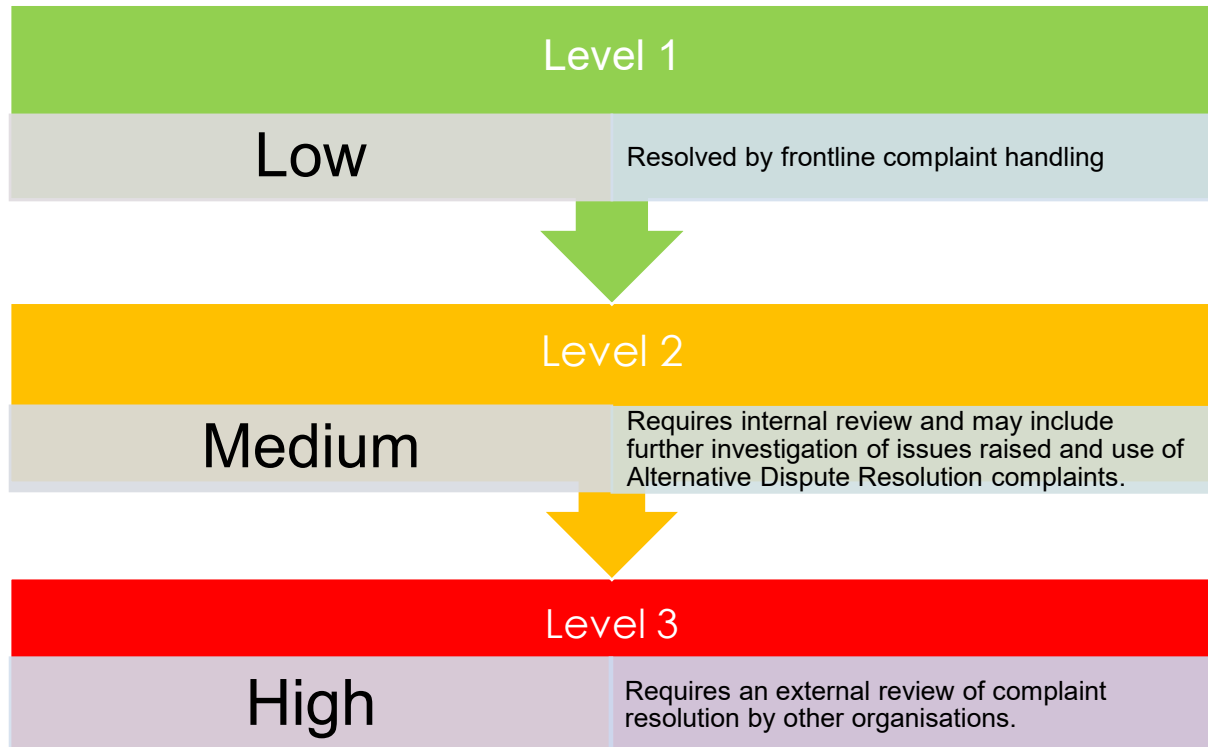 Level 1
Low
Resolved by frontline complaint handling
Level 2
Medium
Requires internal review and may include
further investigation of issues raised and use of
Alternative Dispute Resolution complaints.
Level 3
High
Requires an external review of complaint
resolution by other organisations.